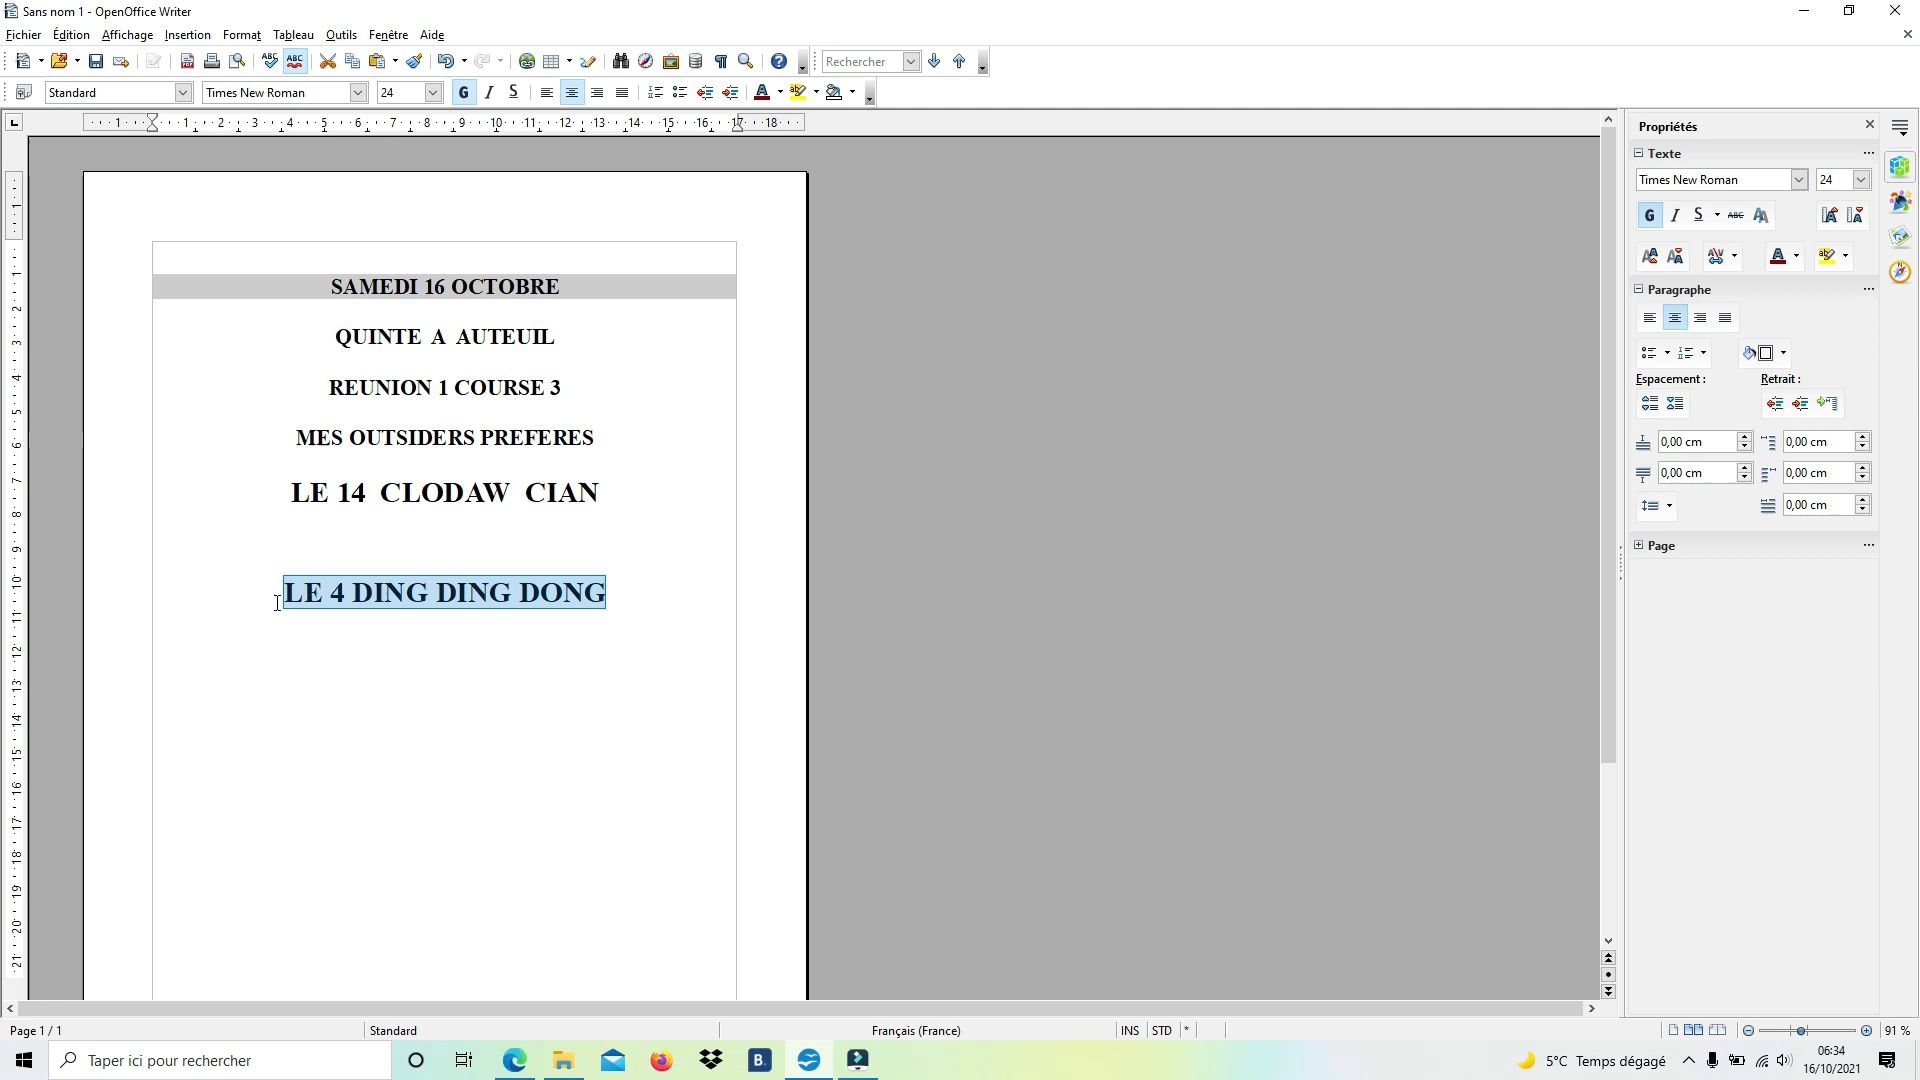 Sans nom 1 - OpenOffice Writer
Fichier Édition Affichage Insertion Format Tableau Outils Fenêtre Aide
Rechercher
Standard Times New Roman 24 G I S
Propriétés
Texte
Times New Roman 24
G I S ABC
Paragraphe
Espacement : Retrait :
0,00 cm 0,00 cm
0,00 cm 0,00 cm
0,00 cm
Page
SAMEDI 16 OCTOBRE
QUINTE A AUTEUIL
REUNION 1 COURSE 3
MES OUTSIDERS PREFERES
LE 14 CLODAW CIAN
LE 4 DING DING DONG
Page 1 / 1 Standard Français (France) INS STD * 91 %
Taper ici pour rechercher
B.
5°C Temps dégagé
06:34
16/10/2021